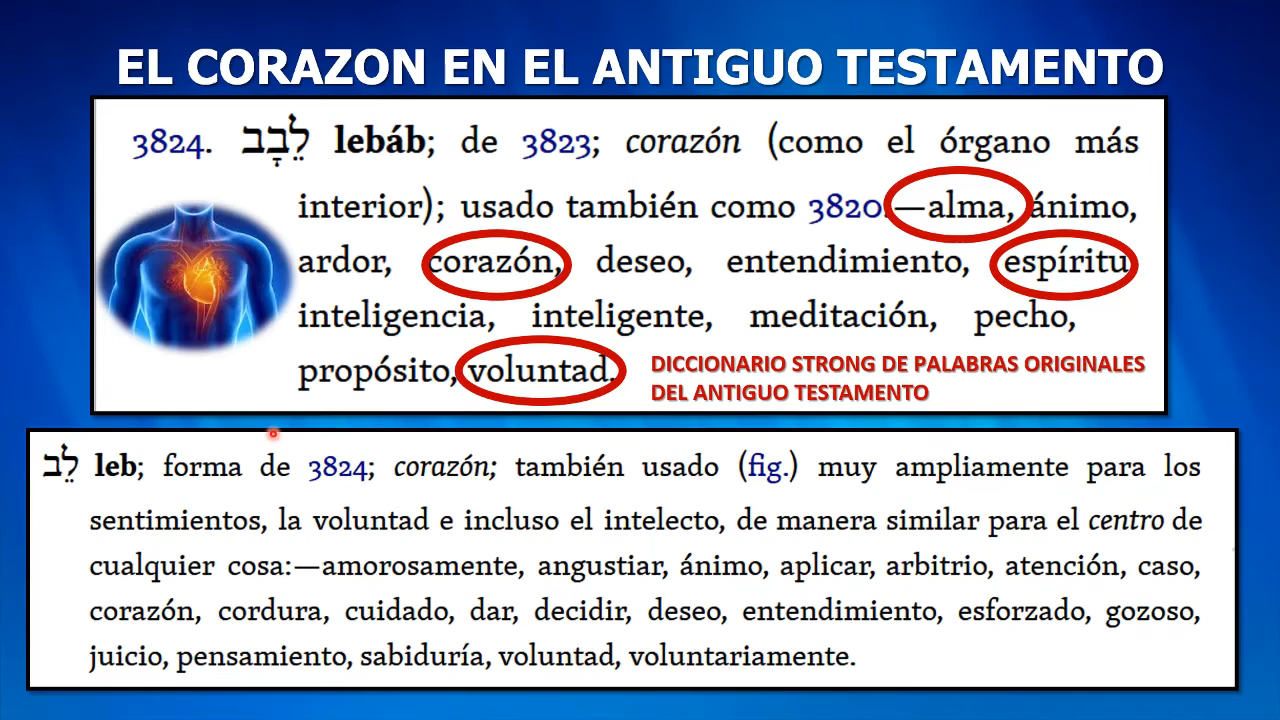 EL CORAZON EN EL ANTIGUO TESTAMENTO
3824. לֵבָב lebáb; de 3823; corazón (como el órgano más
interior); usado también como 3820:—alma, ánimo,
ardor, corazón, deseo, entendimiento, espíritu
inteligencia, inteligente, meditación, pecho,
propósito, voluntad.
DICCIONARIO STRONG DE PALABRAS ORIGINALES
DEL ANTIGUO TESTAMENTO
לֵב leb; forma de 3824; corazón; también usado (fig.) muy ampliamente para los
sentimientos, la voluntad e incluso el intelecto, de manera similar para el centro de
cualquier cosa:—amorosamente, angustiar, ánimo, aplicar, arbitrio, atención, caso,
corazón, cordura, cuidado, dar, decidir, deseo, entendimiento, esforzado, gozoso,
juicio, pensamiento, sabiduría, voluntad, voluntariamente.